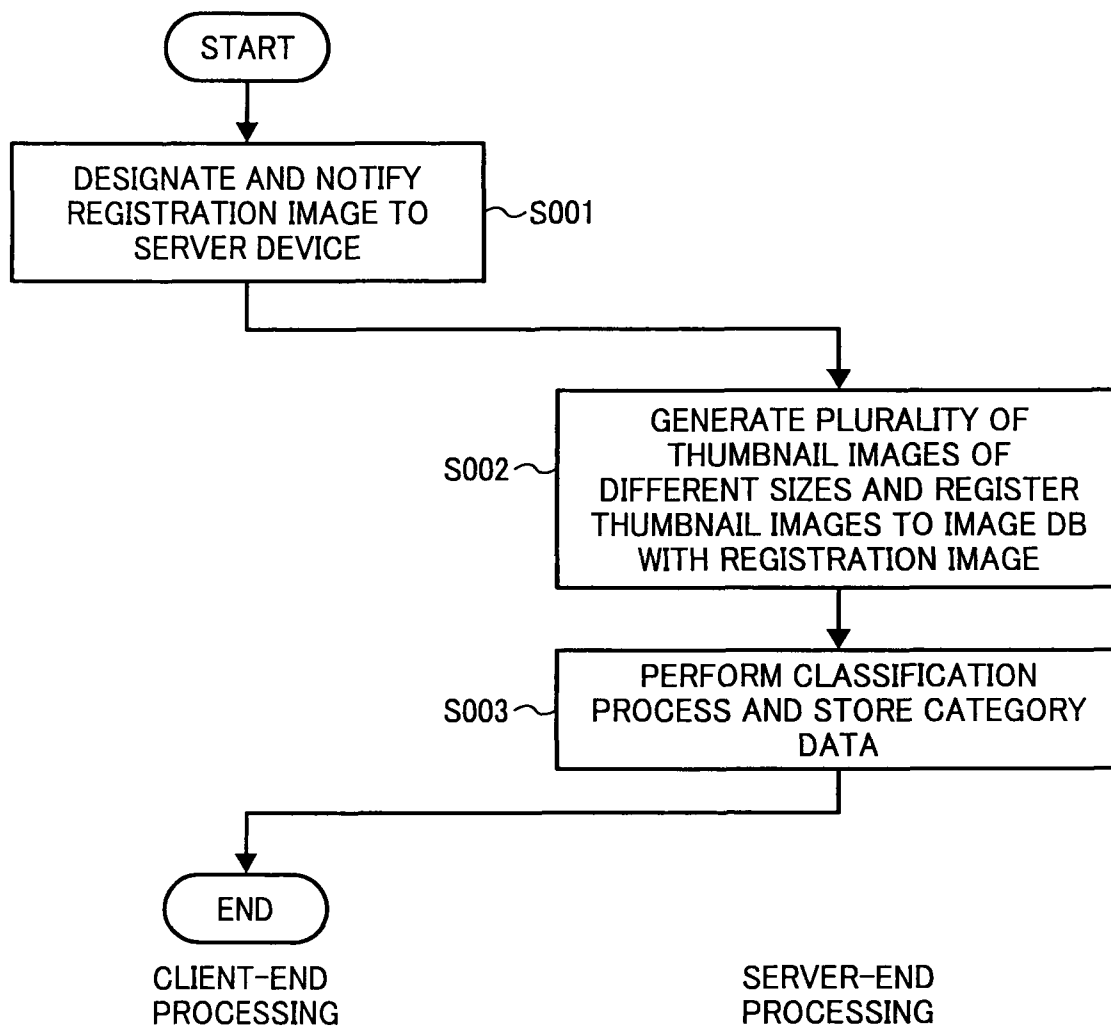 START
DESIGNATE AND NOTIFY
REGISTRATION IMAGE TO
SERVER DEVICE
S001
GENERATE PLURALITY OF
THUMBNAIL IMAGES OF
DIFFERENT SIZES AND REGISTER
THUMBNAIL IMAGES TO IMAGE DB
WITH REGISTRATION IMAGE
S002
PERFORM CLASSIFICATION
PROCESS AND STORE CATEGORY
DATA
S003
END
CLIENT-END
PROCESSING
SERVER-END
PROCESSING